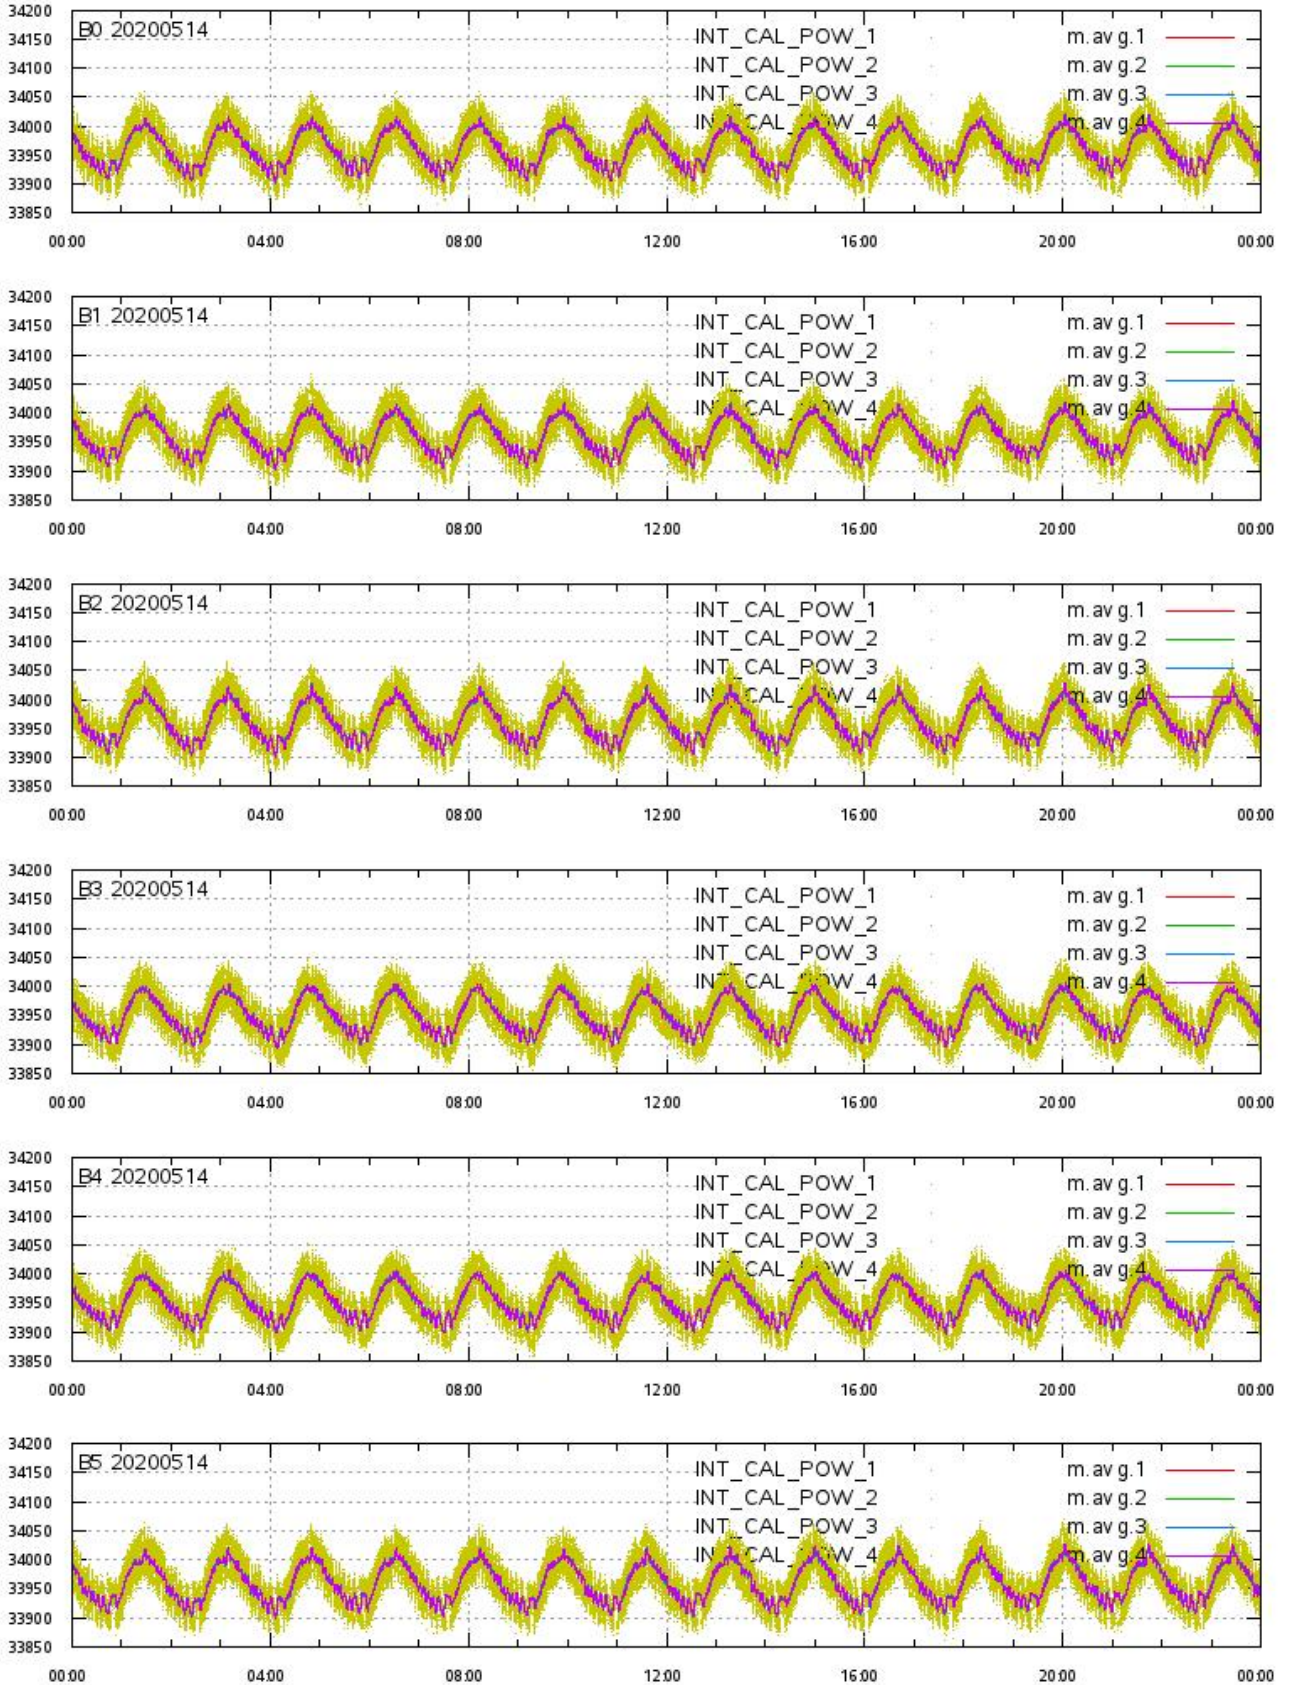 34200
B0 20200514 INT_CAL_POW_1 m.avg.1
34150
INT_CAL_POW_2 m.avg.2
34100
INT_CAL_POW_3 m.avg.3
34050
INT_CAL_POW_4 m.avg.4
34000
33950
33900
33850
00:00 04:00 08:00 12:00 16:00 20:00 00:00
34200
B1 20200514 INT_CAL_POW_1 m.avg.1
34150
INT_CAL_POW_2 m.avg.2
34100
INT_CAL_POW_3 m.avg.3
34050
INT_CAL_POW_4 m.avg.4
34000
33950
33900
33850
00:00 04:00 08:00 12:00 16:00 20:00 00:00
34200
B2 20200514 INT_CAL_POW_1 m.avg.1
34150
INT_CAL_POW_2 m.avg.2
34100
INT_CAL_POW_3 m.avg.3
34050
INT_CAL_POW_4 m.avg.4
34000
33950
33900
33850
00:00 04:00 08:00 12:00 16:00 20:00 00:00
34200
B3 20200514 INT_CAL_POW_1 m.avg.1
34150
INT_CAL_POW_2 m.avg.2
34100
INT_CAL_POW_3 m.avg.3
34050
INT_CAL_POW_4 m.avg.4
34000
33950
33900
33850
00:00 04:00 08:00 12:00 16:00 20:00 00:00
34200
B4 20200514 INT_CAL_POW_1 m.avg.1
34150
INT_CAL_POW_2 m.avg.2
34100
INT_CAL_POW_3 m.avg.3
34050
INT_CAL_POW_4 m.avg.4
34000
33950
33900
33850
00:00 04:00 08:00 12:00 16:00 20:00 00:00
34200
B5 20200514 INT_CAL_POW_1 m.avg.1
34150
INT_CAL_POW_2 m.avg.2
34100
INT_CAL_POW_3 m.avg.3
34050
INT_CAL_POW_4 m.avg.4
34000
33950
33900
33850
00:00 04:00 08:00 12:00 16:00 20:00 00:00